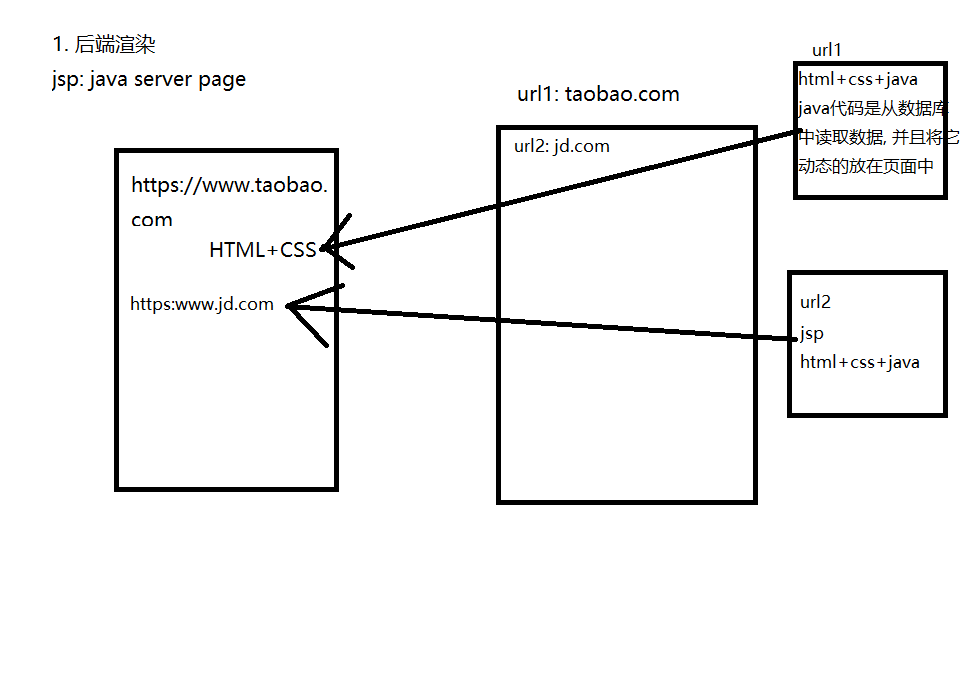 1. 后端渲染
jsp: java server page
https://www.taobao.
com
HTML+CSS
https:www.jd.com
url1: taobao.com
url2: jd.com
url1
html+css+java
java代码是从数据库
中读取数据, 并且将它
动态的放在页面中
url2
jsp
html+css+java